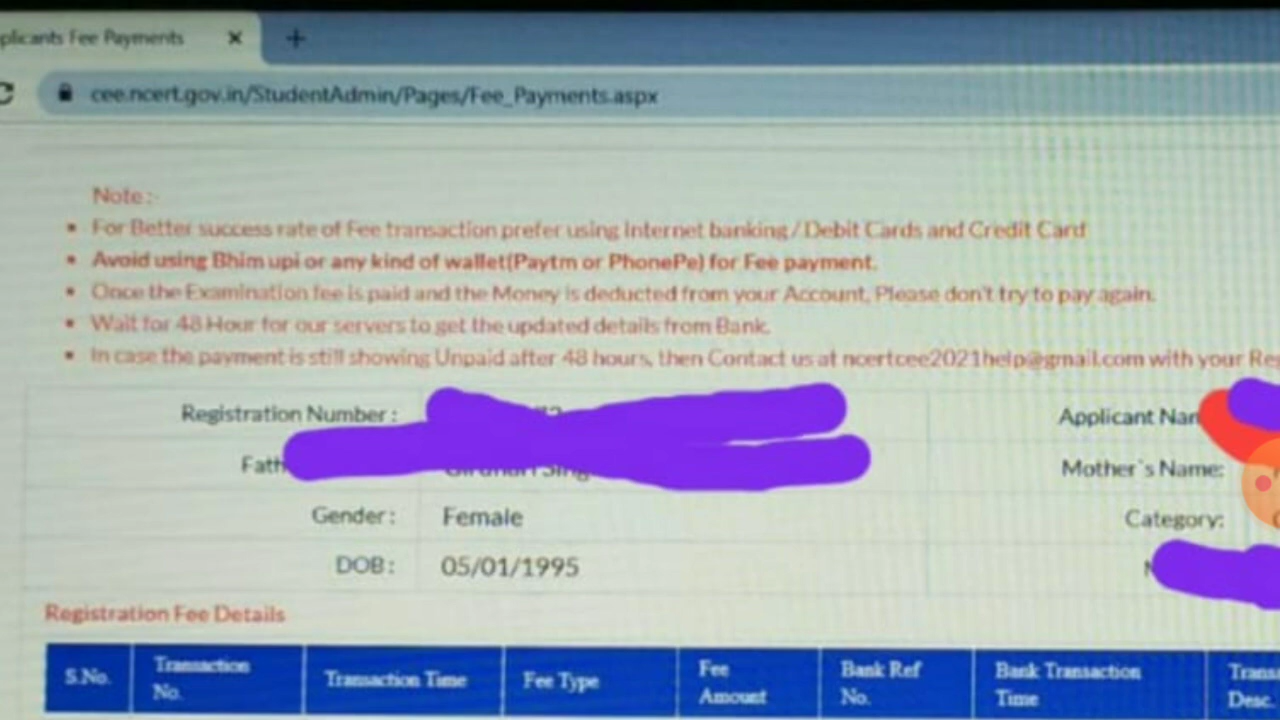 plicants Fee Payments × +
cee.ncert.gov.in/StudentAdmin/Pages/Fee_Payments.aspx
Note :-
• For Better success rate of Fee transaction prefer using Internet banking / Debit Cards and Credit Card
• Avoid using Bhim upi or any kind of wallet(Paytm or PhonePe) for Fee payment.
• Once the Examination fee is paid and the Money is deducted from your Account, Please don't try to pay again.
• Wait for 48 Hour for our servers to get the updated details from Bank.
• In case the payment is still showing Unpaid after 48 hours, then Contact us at ncertcee2021help@gmail.com with your Re
Registration Number : Applicant Nam
Fath Mother`s Name:
Gender : Female Category:
DOB : 05/01/1995
Registration Fee Details
S.No. Transaction No. Transaction Time Fee Type Fee Amount Bank Ref No. Bank Transaction Time Trans Desc.